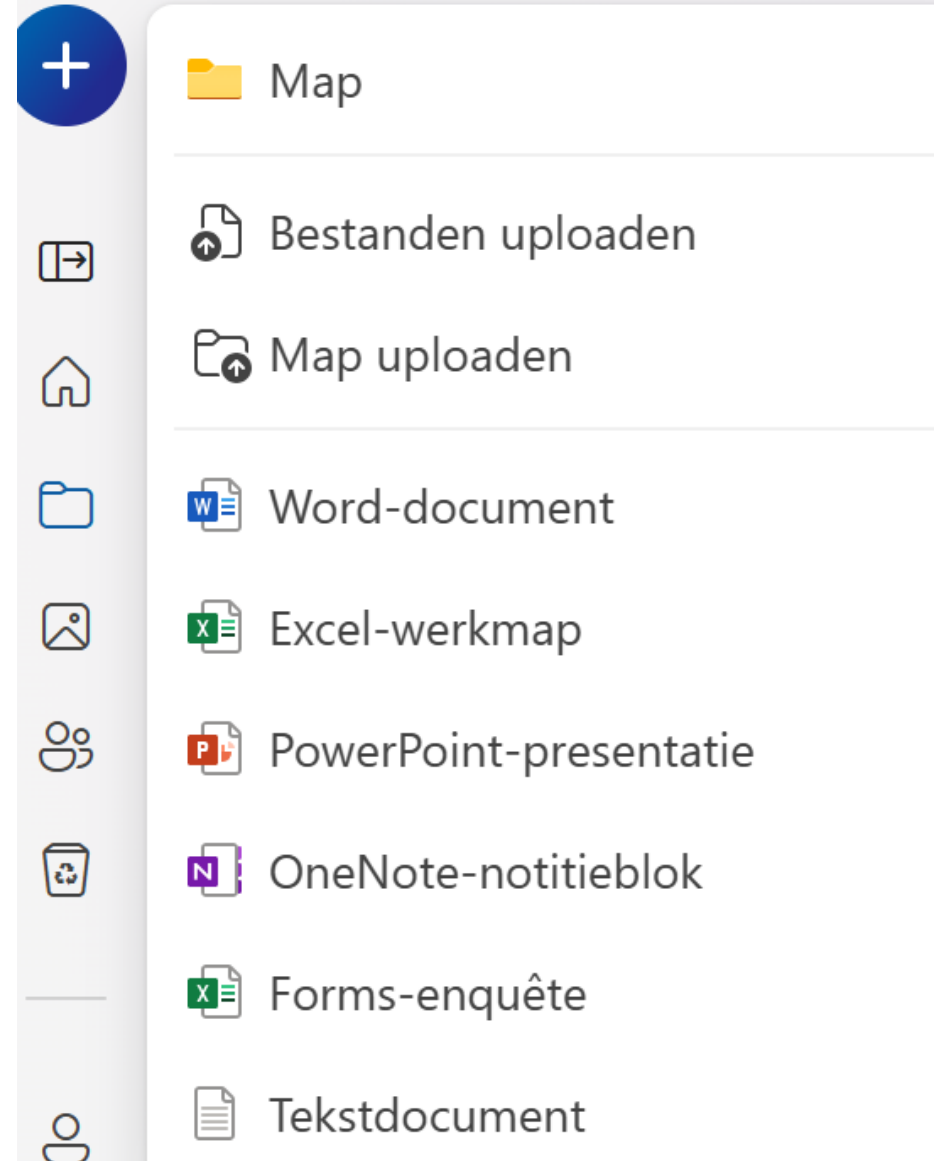 Map
Bestanden uploaden
Map uploaden
Word-document
Excel-werkmap
PowerPoint-presentatie
OneNote-notitieblok
Forms-enquête
Tekstdocument